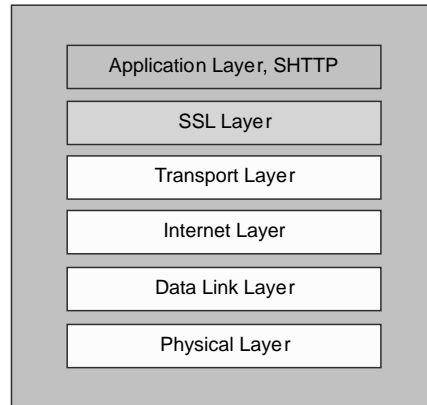 Application Layer, SHTTP
SSL Layer
Transport Layer
Internet Layer
Data Link Layer
Physical Layer